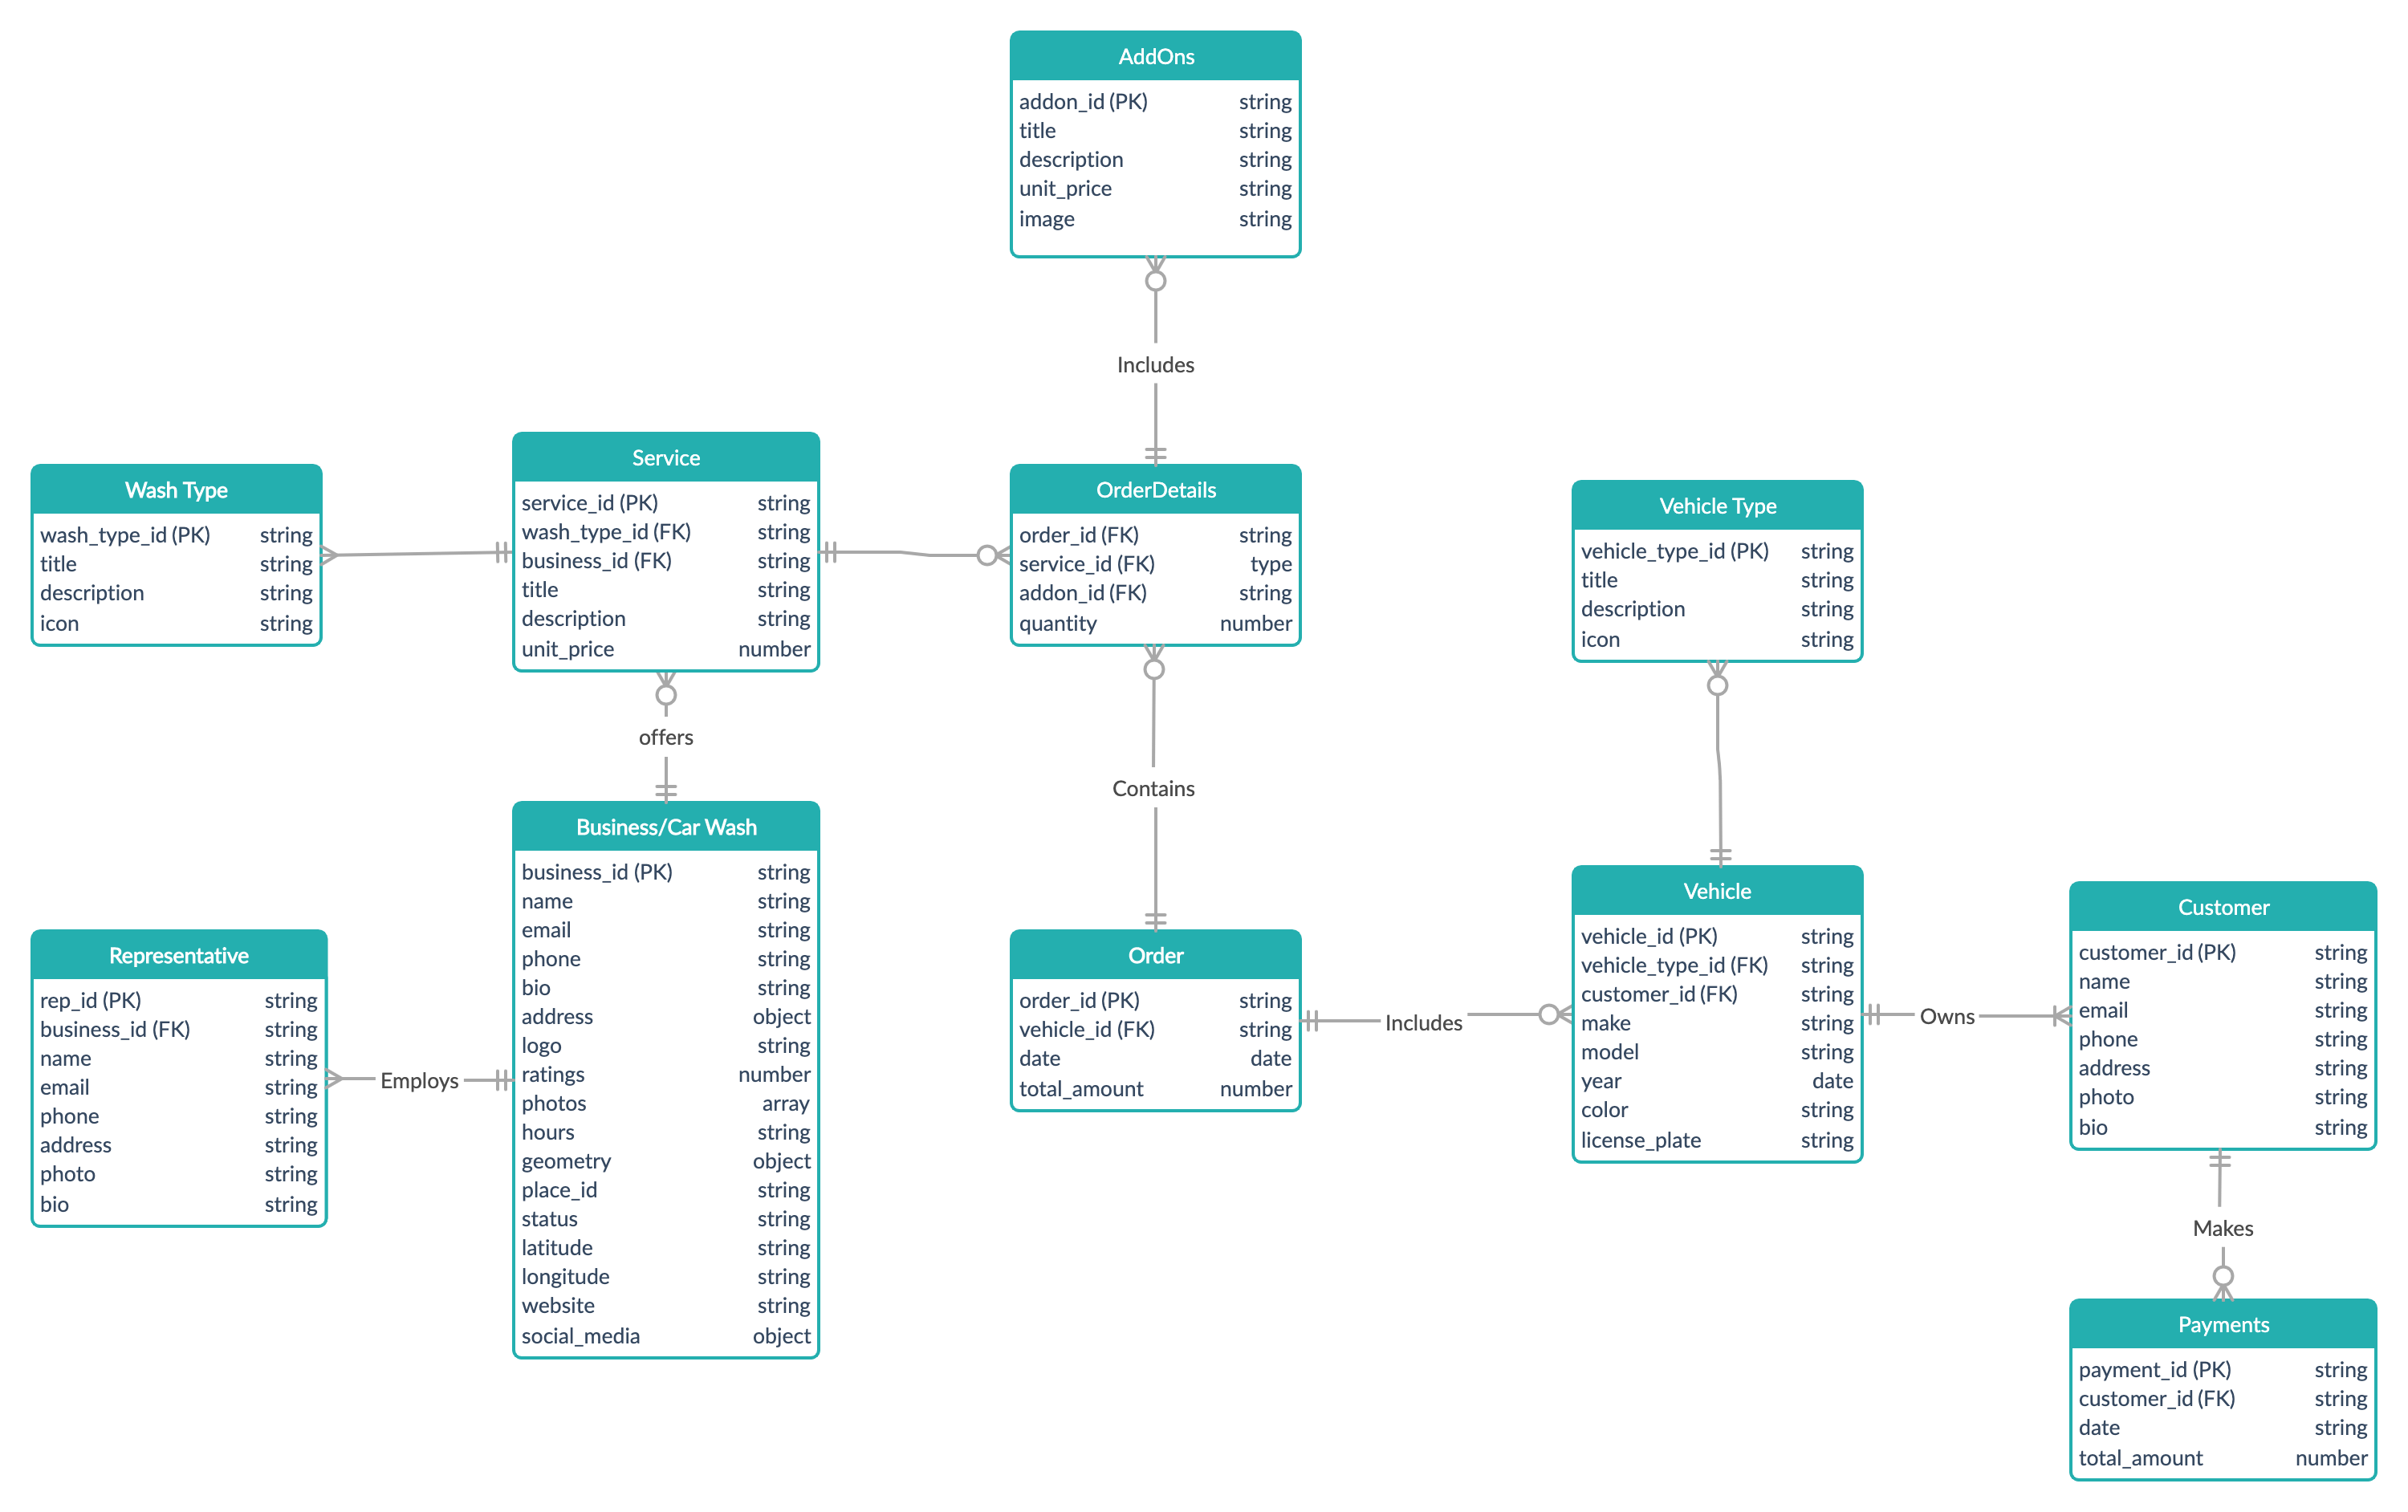 AddOns
addon_id (PK) string
title string
description string
unit_price string
image string
Includes
Wash Type
wash_type_id (PK) string
title string
description string
icon string
Service
service_id (PK) string
wash_type_id (FK) string
business_id (FK) string
title string
description string
unit_price number
OrderDetails
order_id (FK) string
service_id (FK) type
addon_id (FK) string
quantity number
Vehicle Type
vehicle_type_id (PK) string
title string
description string
icon string
offers
Contains
Representative
rep_id (PK) string
business_id (FK) string
name string
email string
phone string
address string
photo string
bio string
Employs
Business/Car Wash
business_id (PK) string
name string
email string
phone string
bio string
address object
logo string
ratings number
photos array
hours string
geometry object
place_id string
status string
latitude string
longitude string
website string
social_media object
Order
order_id (PK) string
vehicle_id (FK) string
date date
total_amount number
Includes
Vehicle
vehicle_id (PK) string
vehicle_type_id (FK) string
customer_id (FK) string
make string
model string
year date
color string
license_plate string
Owns
Customer
customer_id (PK) string
name string
email string
phone string
address string
photo string
bio string
Makes
Payments
payment_id (PK) string
customer_id (FK) string
date string
total_amount number